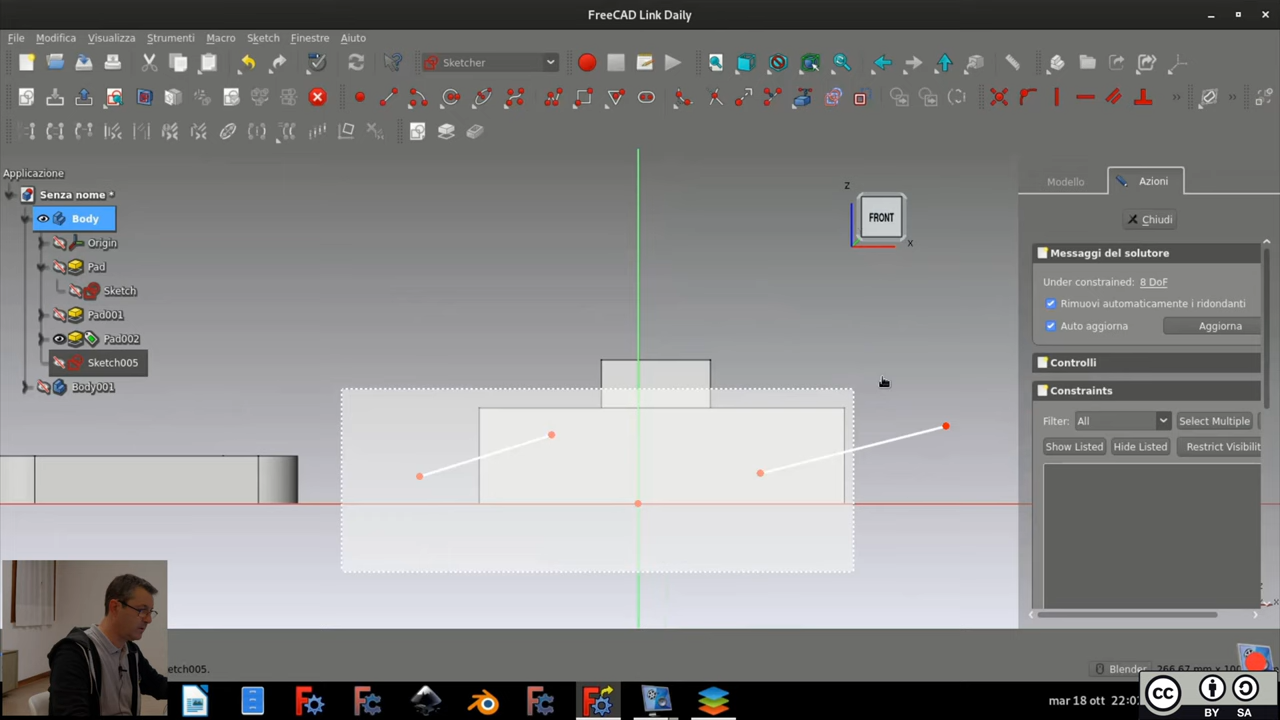 FreeCAD Link Daily
File Modifica Visualizza Strumenti Macro Sketch Finestre Aiuto
Sketcher
Applicazione
Senza nome *
Body
Origin
Pad
Sketch
Pad001
Pad002
Sketch005
Body001
Z
FRONT
X
Modello Azioni
Chiudi
Messaggi del solutore
Under constrained: 8 DoF
Rimuovi automaticamente i ridondanti
Auto aggiorna Aggiorna
Controlli
Constraints
Filter: All Select Multiple
Show Listed Hide Listed Restrict Visibilit
etch005.
Blender
mar 18 ott
CC
BY SA